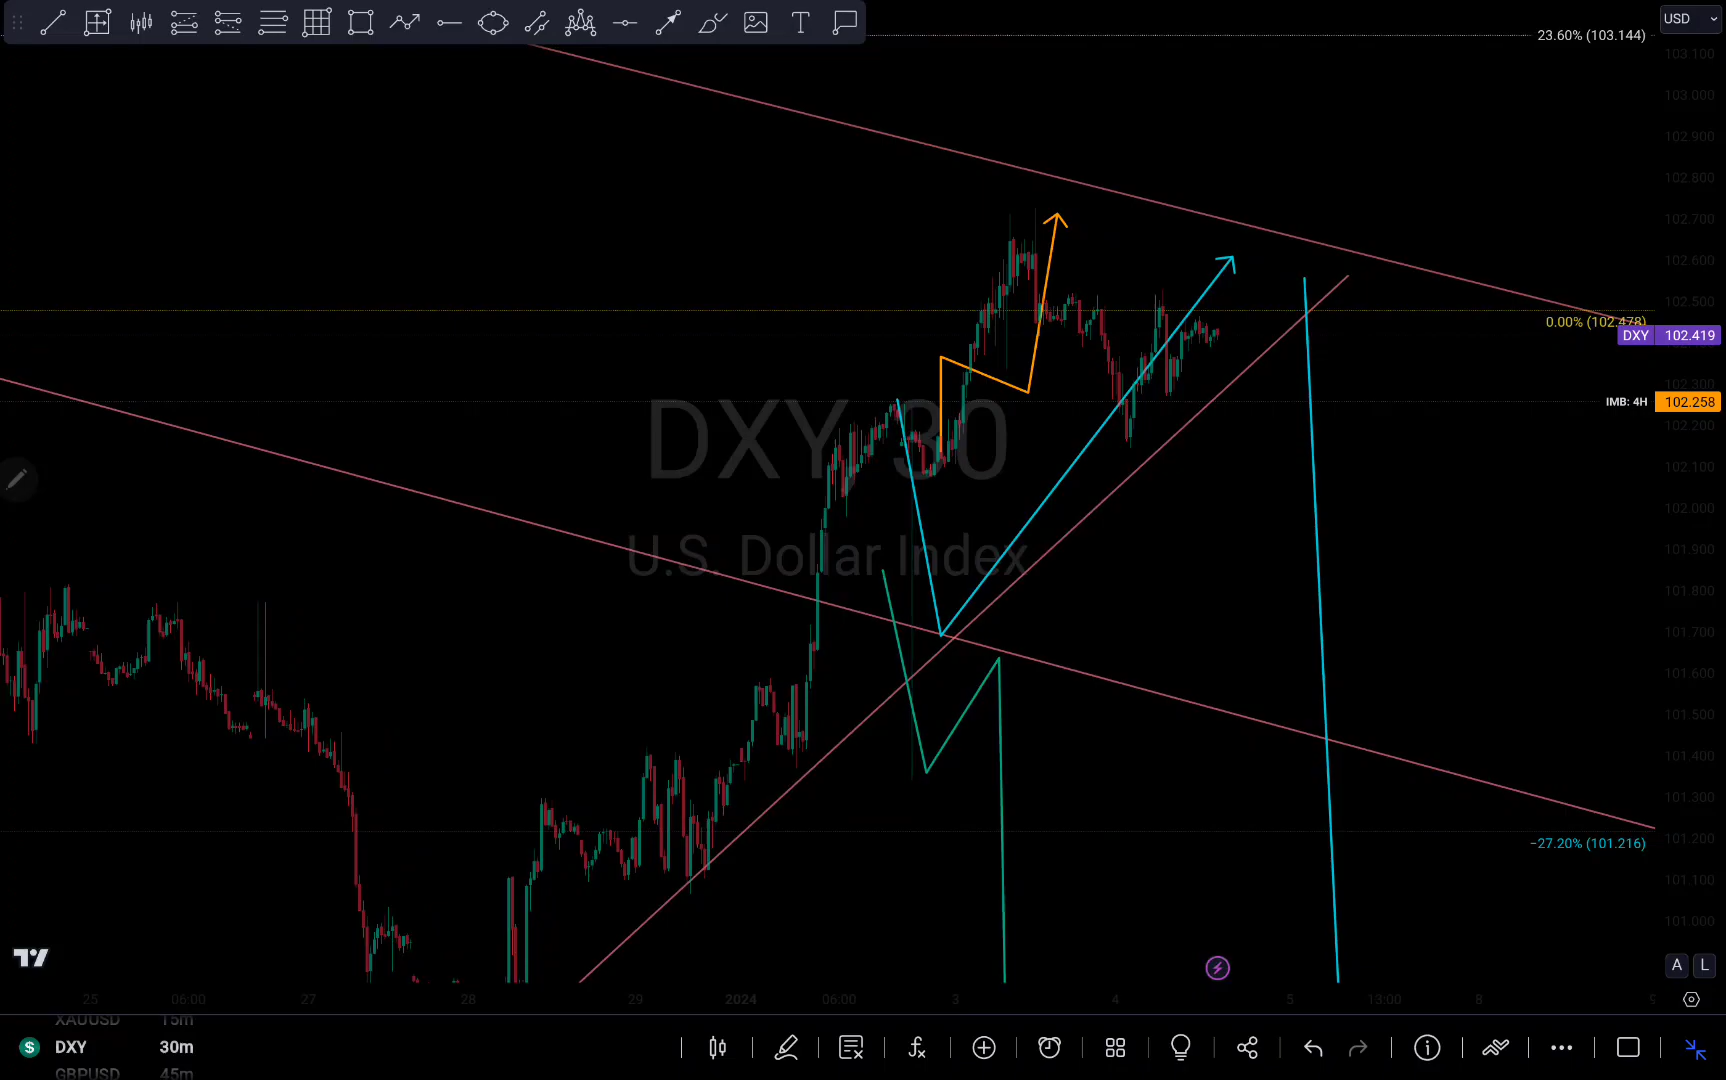 USD
23.60% (103.144)
103.100
103.000
102.900
102.800
102.700
102.600
102.500
0.00% (102.478)
DXY 102.419
102.300
IMB: 4H 102.258
102.200
DXY, 30
102.100
102.000
U.S. Dollar Index
101.900
101.800
101.700
101.600
101.500
101.400
101.300
101.200
−27.20% (101.216)
101.100
101.000
A L
25 06:00 27 28 29 2024 06:00 3 4 5 13:00 8 9
XAUUSD 15m
DXY 30m
GBPUSD 45m